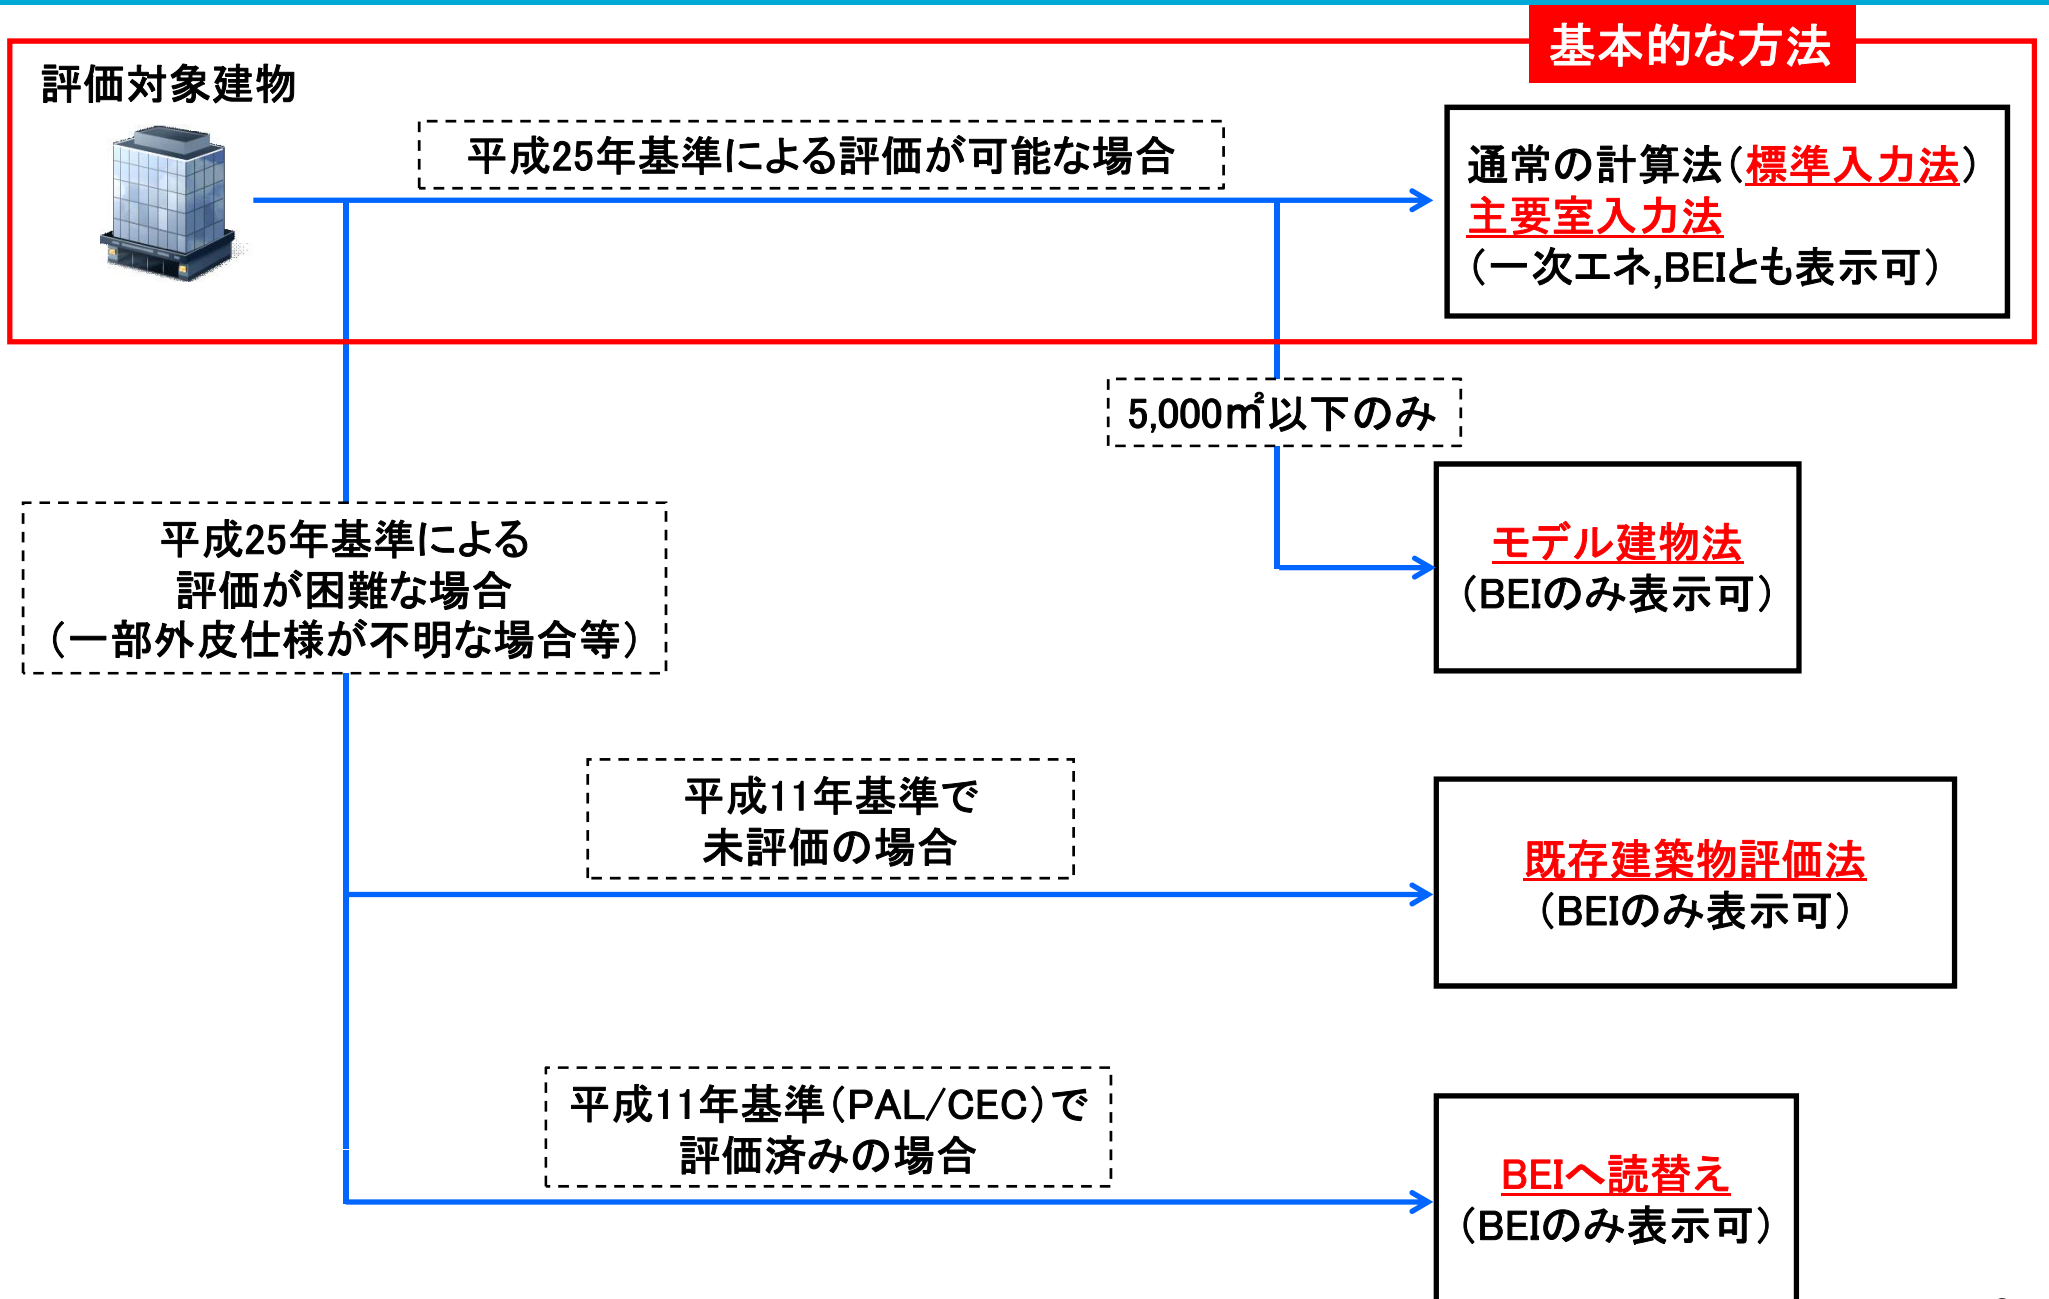 基本的な方法
評価対象建物
平成25年基準による評価が可能な場合
通常の計算法（標準入力法）
主要室入力法
（一次エネ,BEIとも表示可）
5,000㎡以下のみ
モデル建物法
（BEIのみ表示可）
平成25年基準による
評価が困難な場合
（一部外皮仕様が不明な場合等）
平成11年基準で
未評価の場合
既存建築物評価法
（BEIのみ表示可）
平成11年基準（PAL/CEC）で
評価済みの場合
BEIへ読替え
（BEIのみ表示可）